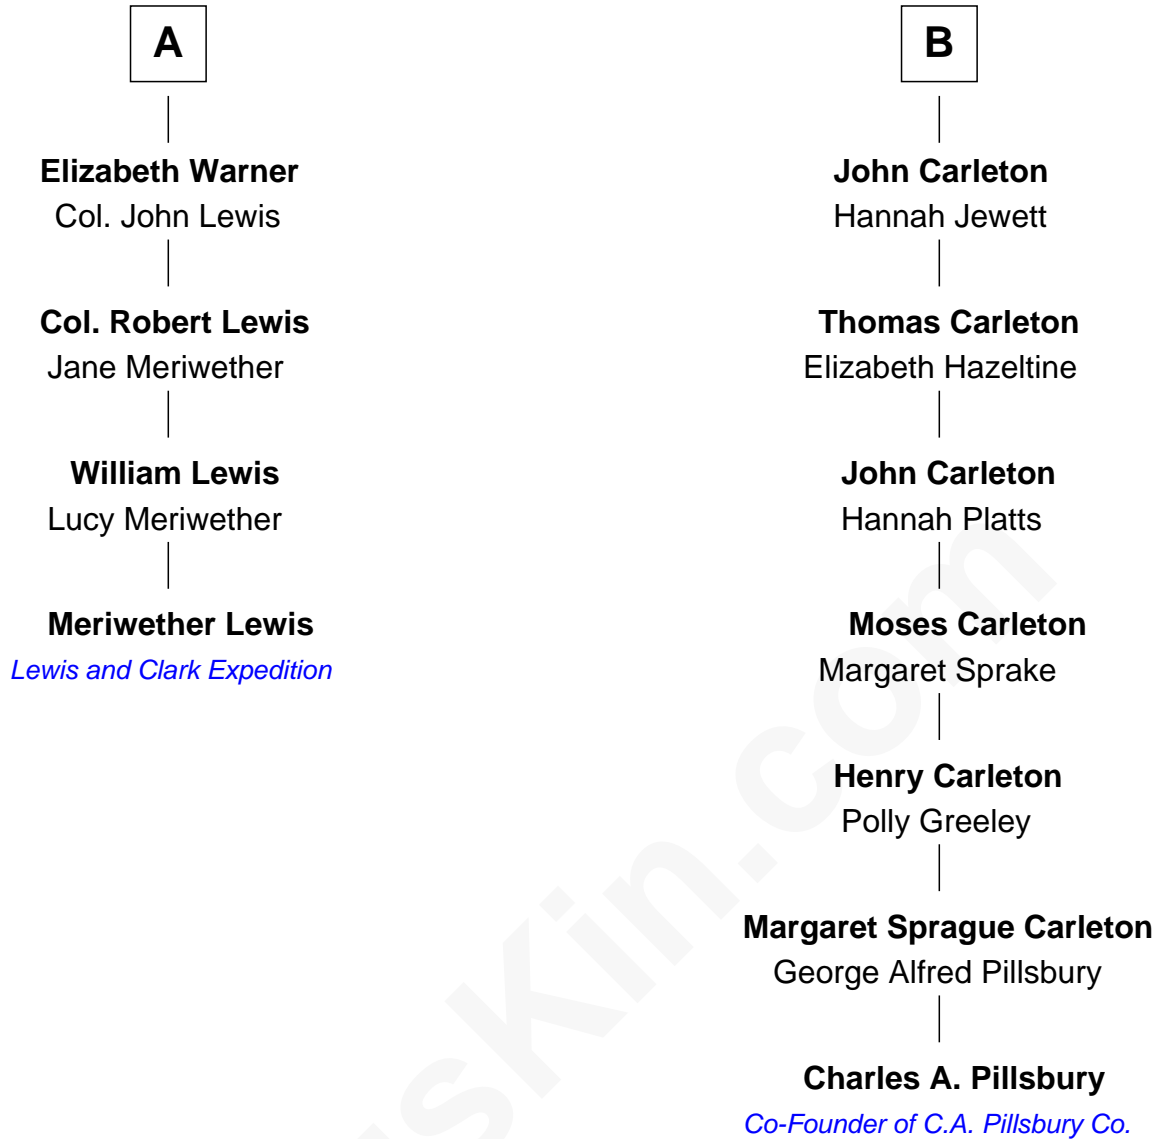 A
Elizabeth Warner
Col. John Lewis
Col. Robert Lewis
Jane Meriwether
William Lewis
Lucy Meriwether
Meriwether Lewis
Lewis and Clark Expedition
B
John Carleton
Hannah Jewett
Thomas Carleton
Elizabeth Hazeltine
John Carleton
Hannah Platts
Moses Carleton
Margaret Sprake
Henry Carleton
Polly Greeley
Margaret Sprague Carleton
George Alfred Pillsbury
Charles A. Pillsbury
Co-Founder of C.A. Pillsbury Co.